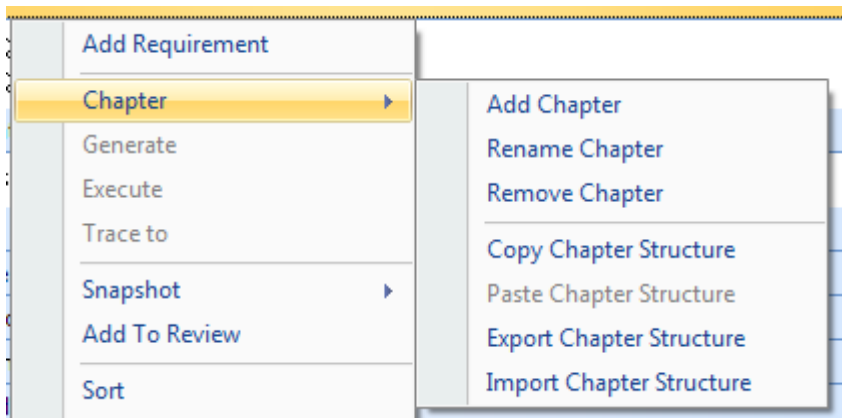 Add Requirement
Chapter
Generate
Execute
Trace to
Snapshot
Add To Review
Sort
Add Chapter
Rename Chapter
Remove Chapter
Copy Chapter Structure
Paste Chapter Structure
Export Chapter Structure
Import Chapter Structure